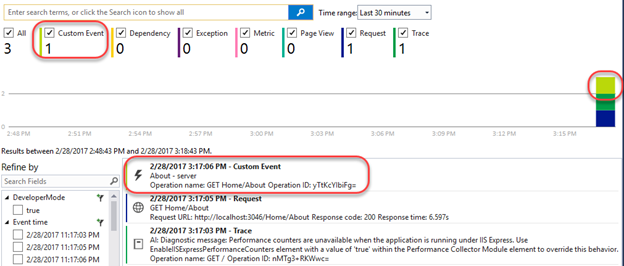 Enter search terms, or click the Search icon to show all
Time range: Last 30 minutes
All Custom Event Dependency Exception Metric Page View Request Trace
3 1 0 0 0 0 1 1
2
2:48 PM 2:51 PM 2:54 PM 2:57 PM 3:00 PM 3:03 PM 3:06 PM 3:09 PM 3:12 PM 3:15 PM
Results between 2/28/2017 2:48:43 PM and 2/28/2017 3:18:43 PM.
Refine by
Search Fields
DeveloperMode
true
Event time
2/28/2017 11:17:03 PM
2/28/2017 11:17:05 PM
2/28/2017 11:17:06 PM
2/28/2017 3:17:06 PM - Custom Event
About - server
Operation name: GET Home/About Operation ID: yTtKcYIbiFg=
2/28/2017 3:17:05 PM - Request
GET Home/About
Request URL: http://localhost:3046/Home/About Response code: 200 Response time: 6.597s
2/28/2017 3:17:03 PM - Trace
AI: Diagnostic message: Performance counters are unavailable when the application is running under IIS Express. Use
EnableIISExpressPerformanceCounters element with a value of 'true' within the Performance Collector Module element to override this behavior.
Operation name: GET / Operation ID: nMTg3+RKWwc=